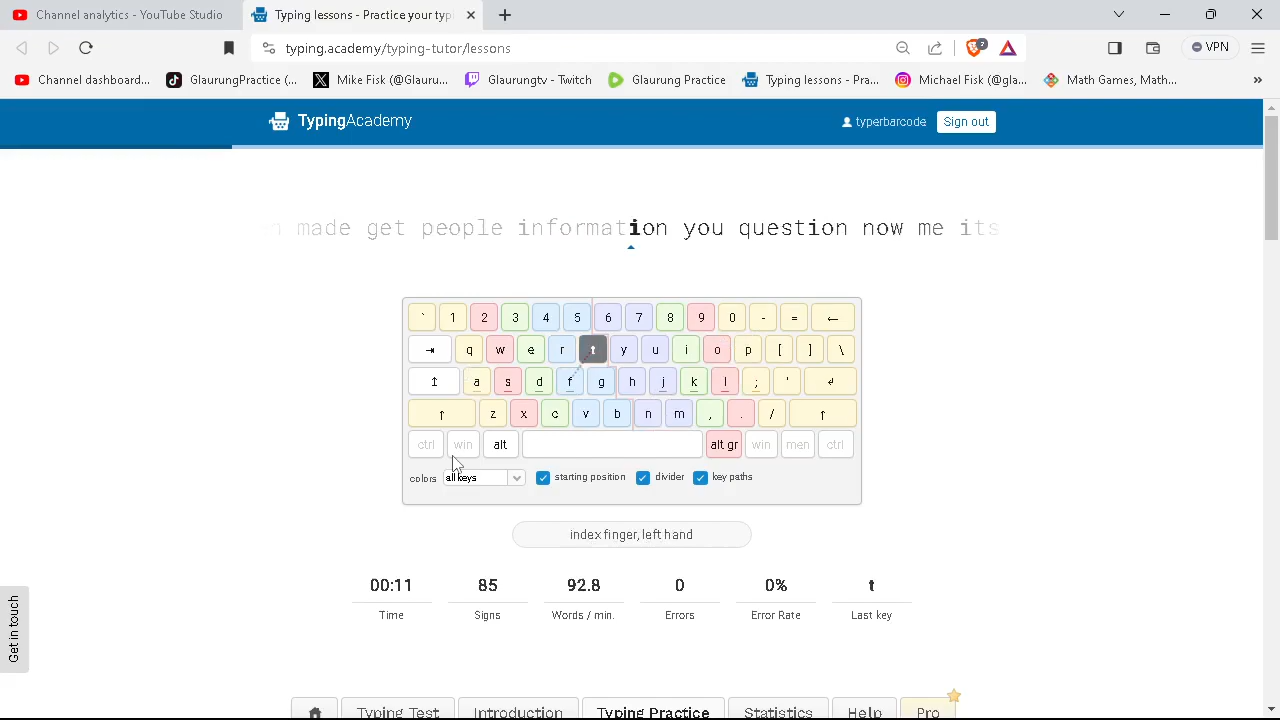 Channel analytics - YouTube Studio
Typing lessons - Practice your typ
typing.academy/typing-tutor/lessons
2
VPN
Channel dashboard...
GlaurungPractice (...
Mike Fisk (@Glauru...
Glaurungtv - Twitch
Glaurung Practic
Typing lessons - Pra...
Michael Fisk (@gla...
Math Games, Math...
»
TypingAcademy
typerbarcode
Sign out
n made get people information you question now me its
` 1 2 3 4 5 6 7 8 9 0 - = ←
⇥ q w e r t y u i o p [ ] \
↥ a s d f g h j k l ; ' ↲
↑ z x c v b n m , . / ↑
ctrl win alt alt gr win men ctrl
colors all keys starting position divider key paths
index finger, left hand
00:11 85 92.8 0 0% t
Time Signs Words / min. Errors Error Rate Last key
Get in touch
Typing Test Introduction Typing Practice Statistics Help Pro